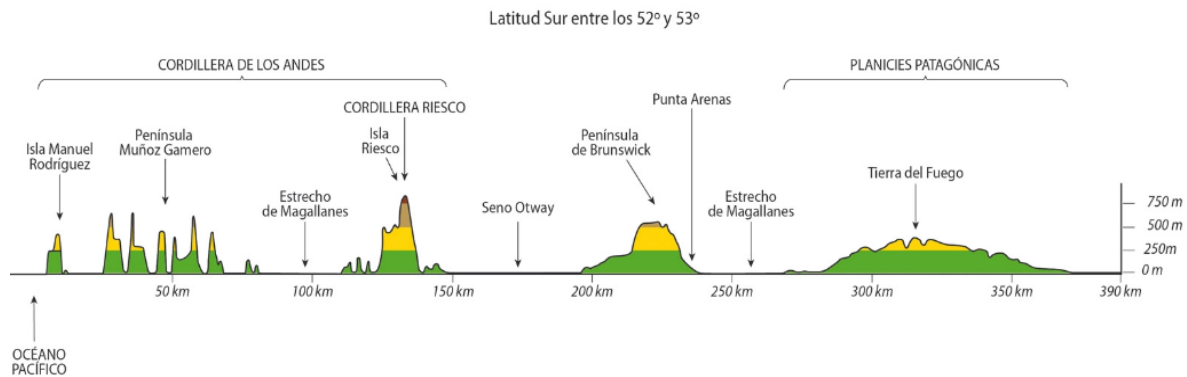 Latitud Sur entre los 52º y 53º
CORDILLERA DE LOS ANDES
PLANICIES PATAGÓNICAS
CORDILLERA RIESCO
Punta Arenas
Isla Manuel
Rodríguez
Península
Muñoz Gamero
Isla
Riesco
Península
de Brunswick
Estrecho
de Magallanes
Seno Otway
Estrecho
de Magallanes
Tierra del Fuego
750 m
500 m
250m
0 m
50 km
100 km
150 km
200 km
250 km
300 km
350 km
390 km
OCÉANO
PACÍFICO